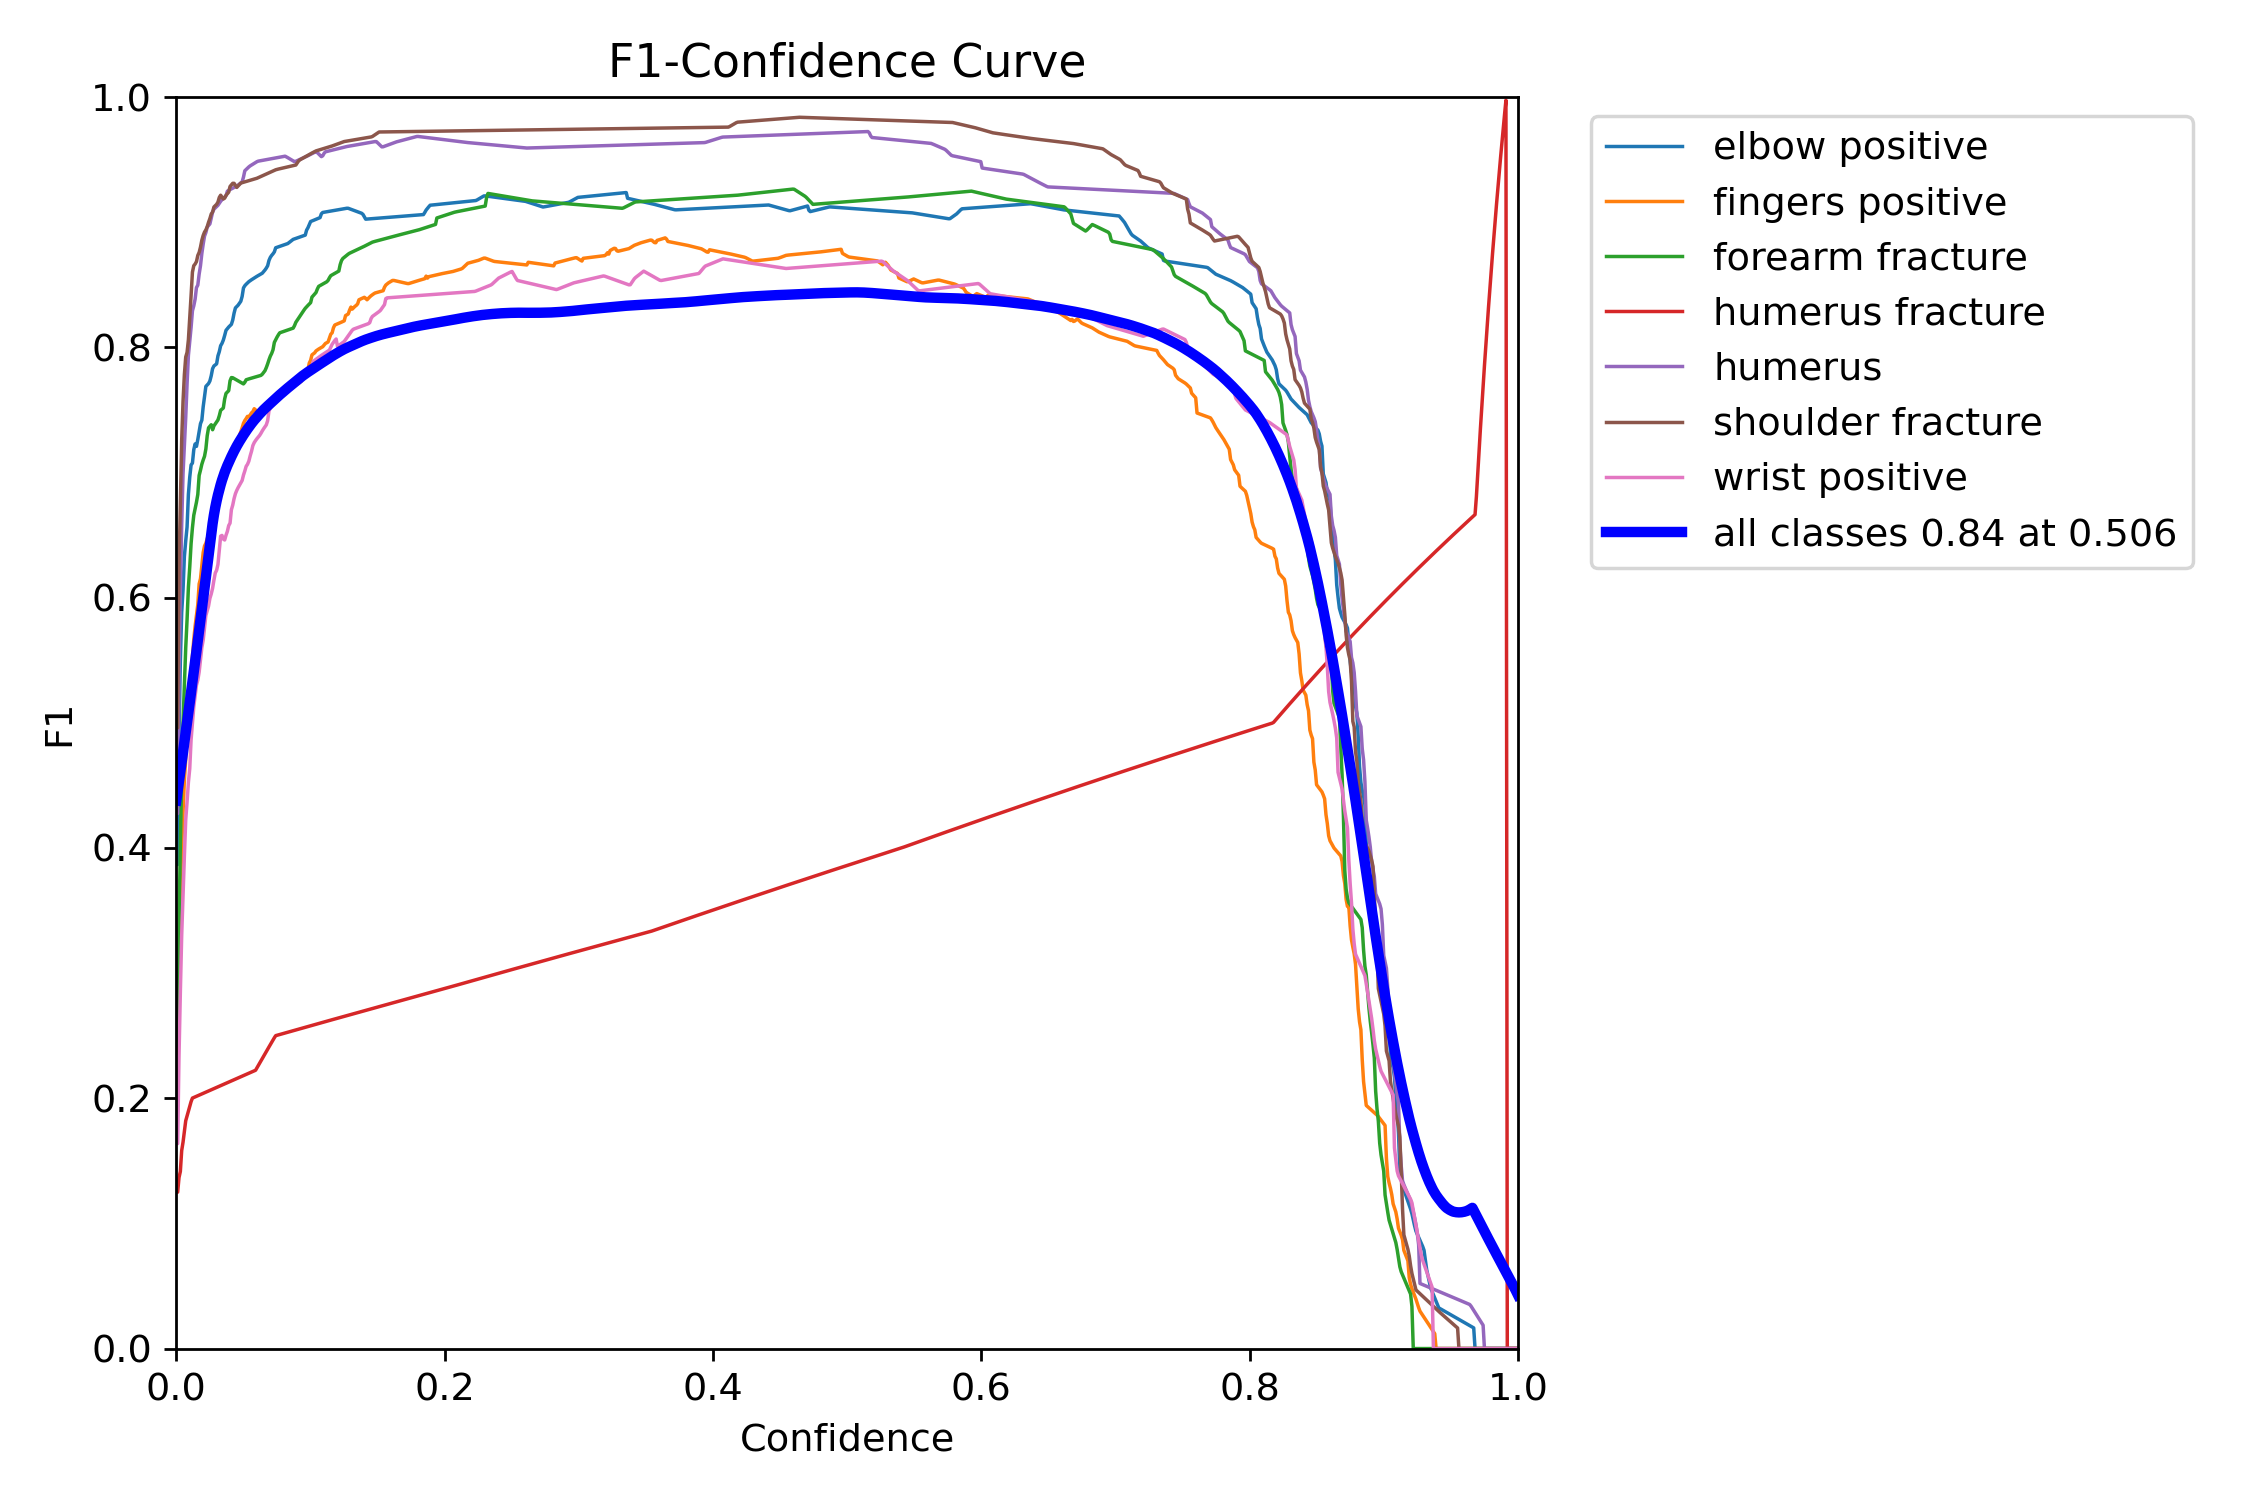 F1-Confidence Curve
1.0
0.8
0.6
0.4
0.2
0.0
F1
0.0 0.2 0.4 0.6 0.8 1.0
Confidence
elbow positive
fingers positive
forearm fracture
humerus fracture
humerus
shoulder fracture
wrist positive
all classes 0.84 at 0.506